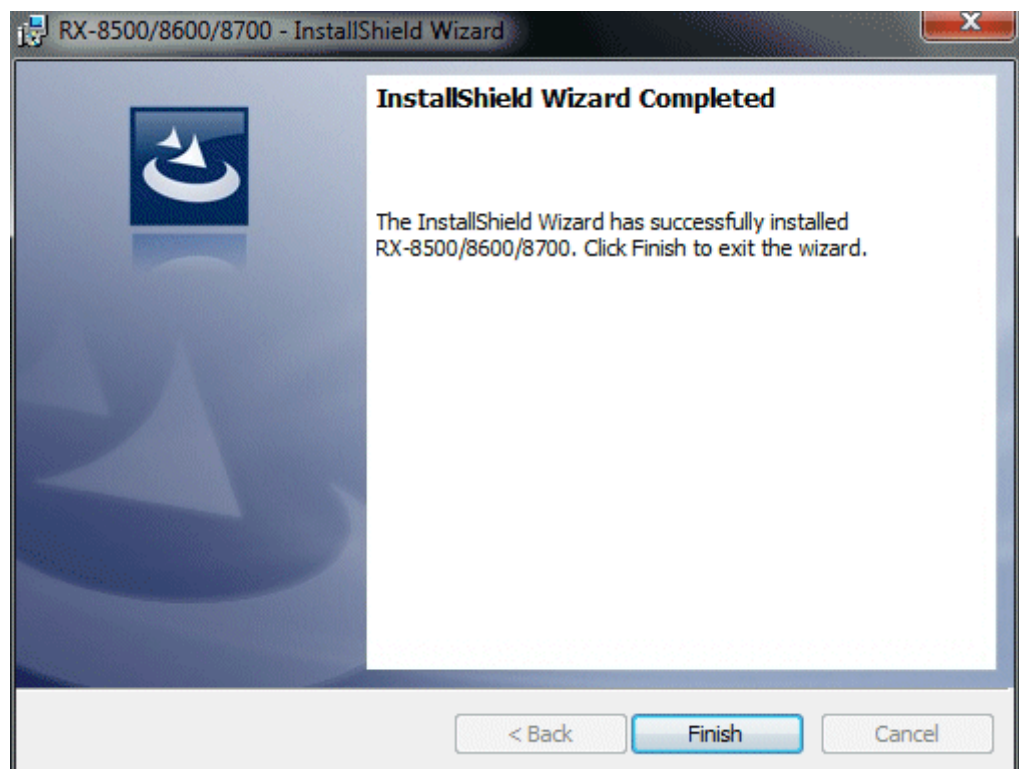 RX-8500/8600/8700 - InstallShield Wizard
InstallShield Wizard Completed
The InstallShield Wizard has successfully installed
RX-8500/8600/8700. Click Finish to exit the wizard.
< Back Finish Cancel